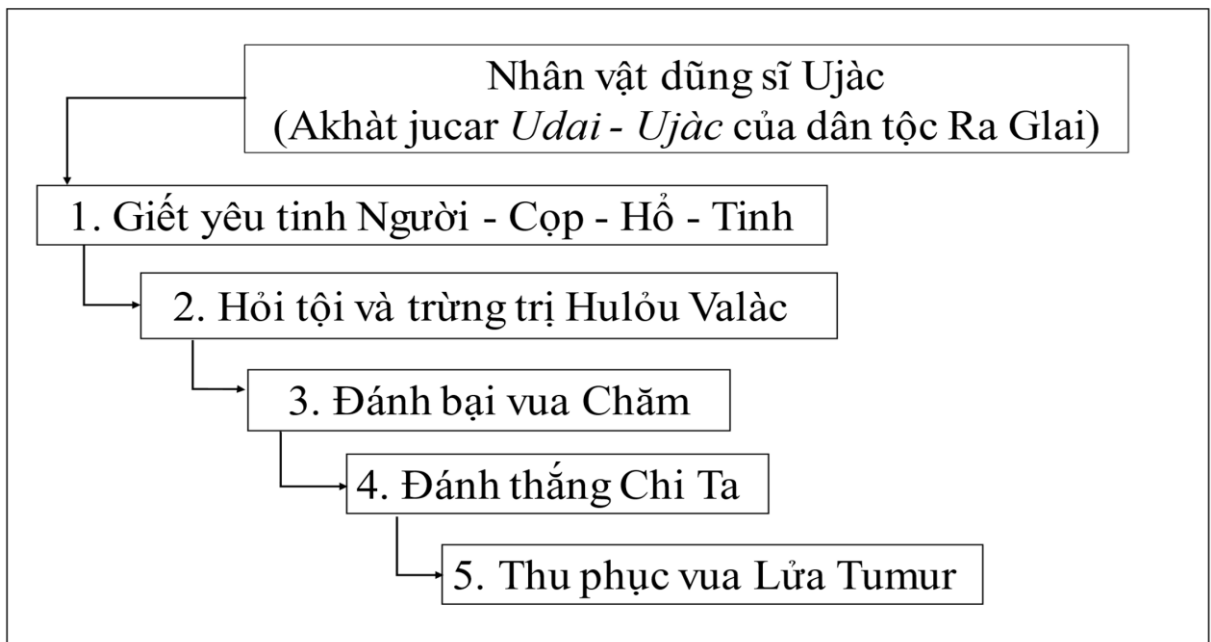 Nhân vật dũng sĩ Ujàc
(Akhàt jucar Udai - Ujàc của dân tộc Ra Glai)
1. Giết yêu tinh Người - Cọp - Hổ - Tinh
2. Hỏi tội và trừng trị Hulỏu Valàc
3. Đánh bại vua Chăm
4. Đánh thắng Chi Ta
5. Thu phục vua Lửa Tumur